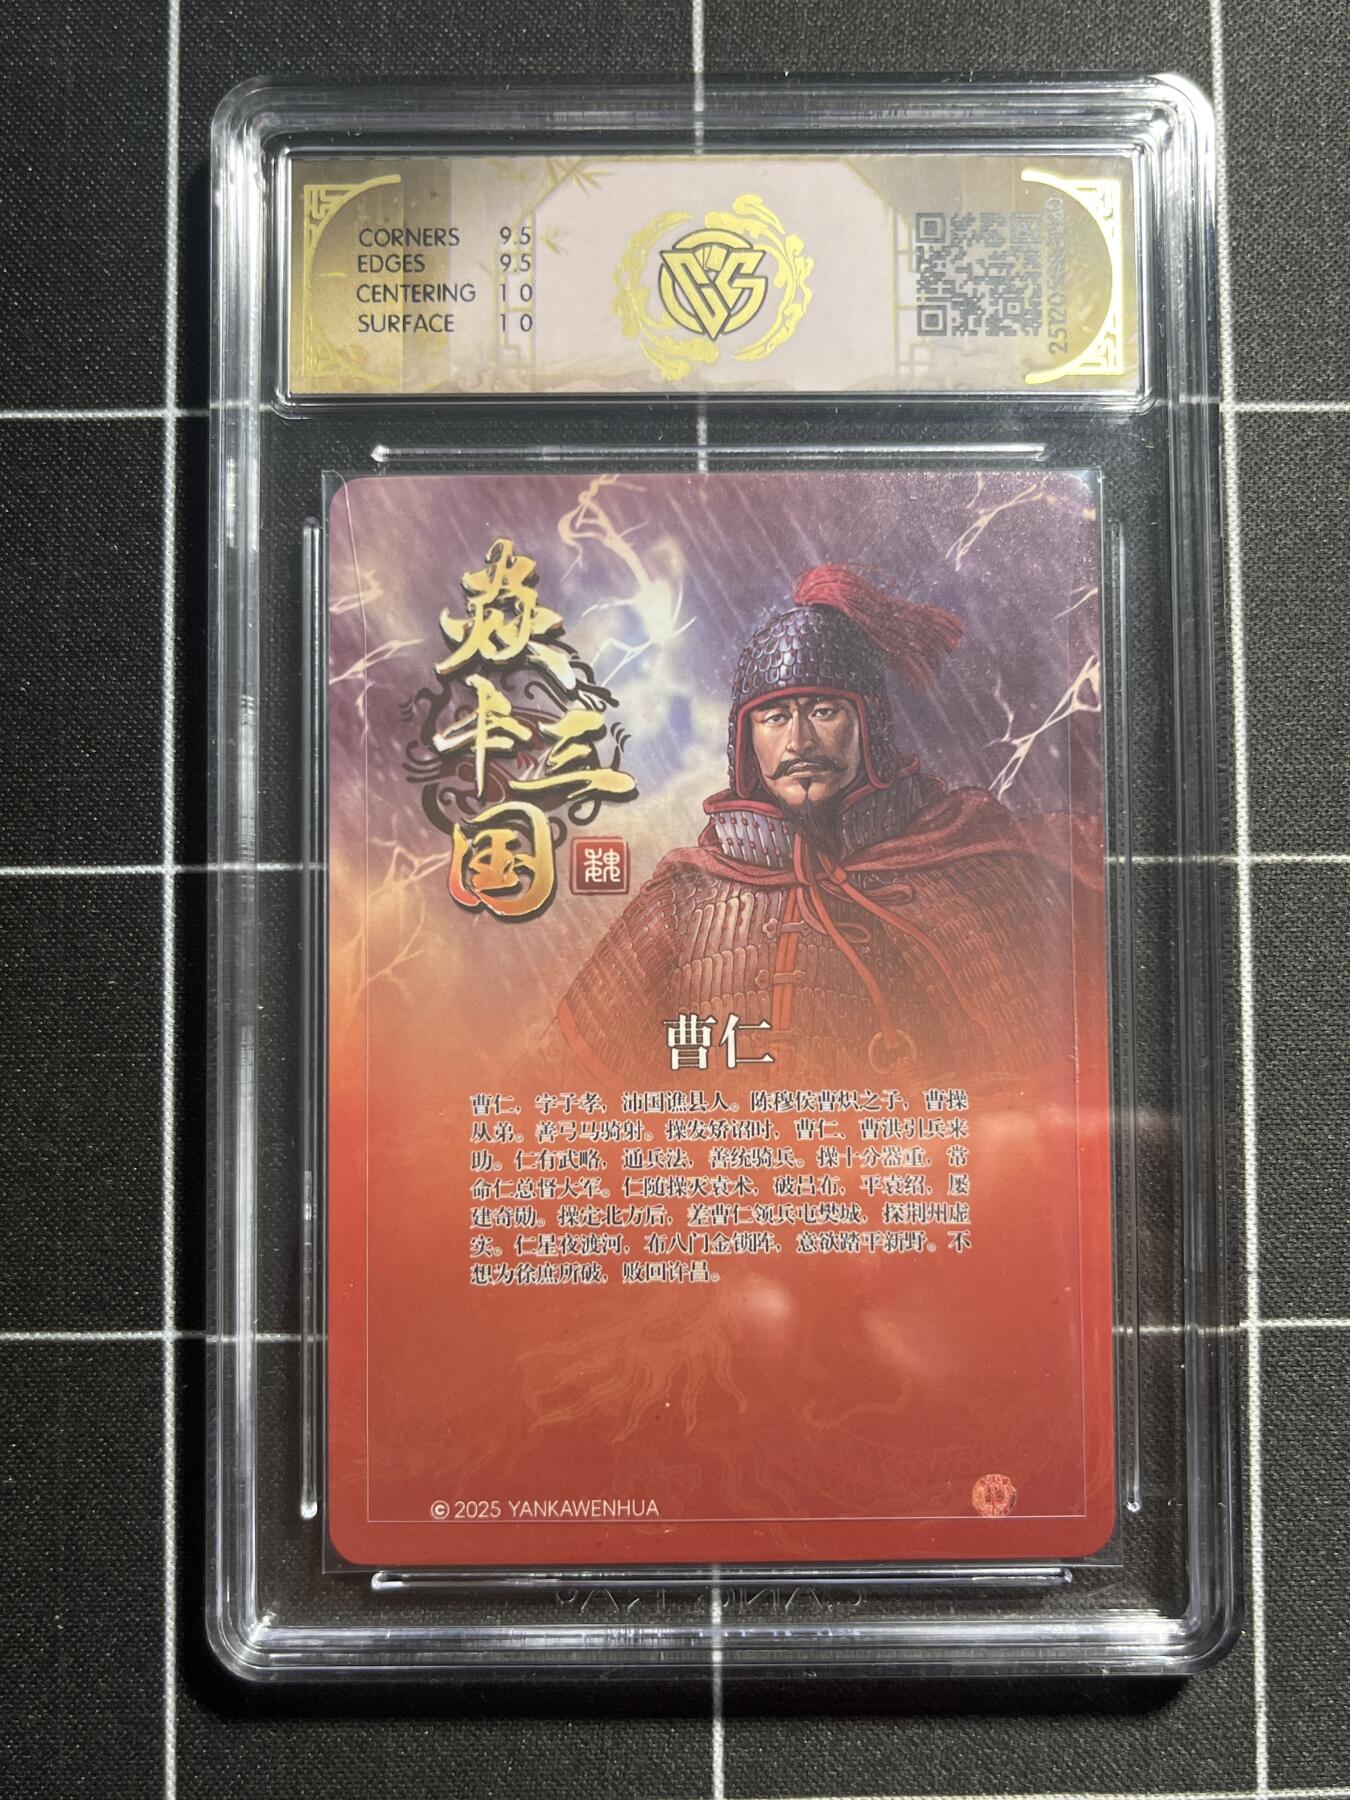 CORNERS 9.5
EDGES 9.5
CENTERING 10
SURFACE 10
CCG
焱卡三国
魏
曹仁
曹仁，字子孝，沛国谯县人。陈穆侯曹炽之子，曹操
从弟。善弓马骑射。操发矫诏时，曹仁、曹洪引兵来
助。仁有武略，通兵法，善统骑兵。操十分器重，常
命仁总督大军。仁随操灭袁术，破吕布，平袁绍，屡
建奇勋。操定北方后，差曹仁领兵屯樊城，探荆州虚
实。仁星夜渡河，布八门金锁阵，意欲踏平新野。不
想为徐庶所破，败回许昌。
© 2025 YANKAWENHUA